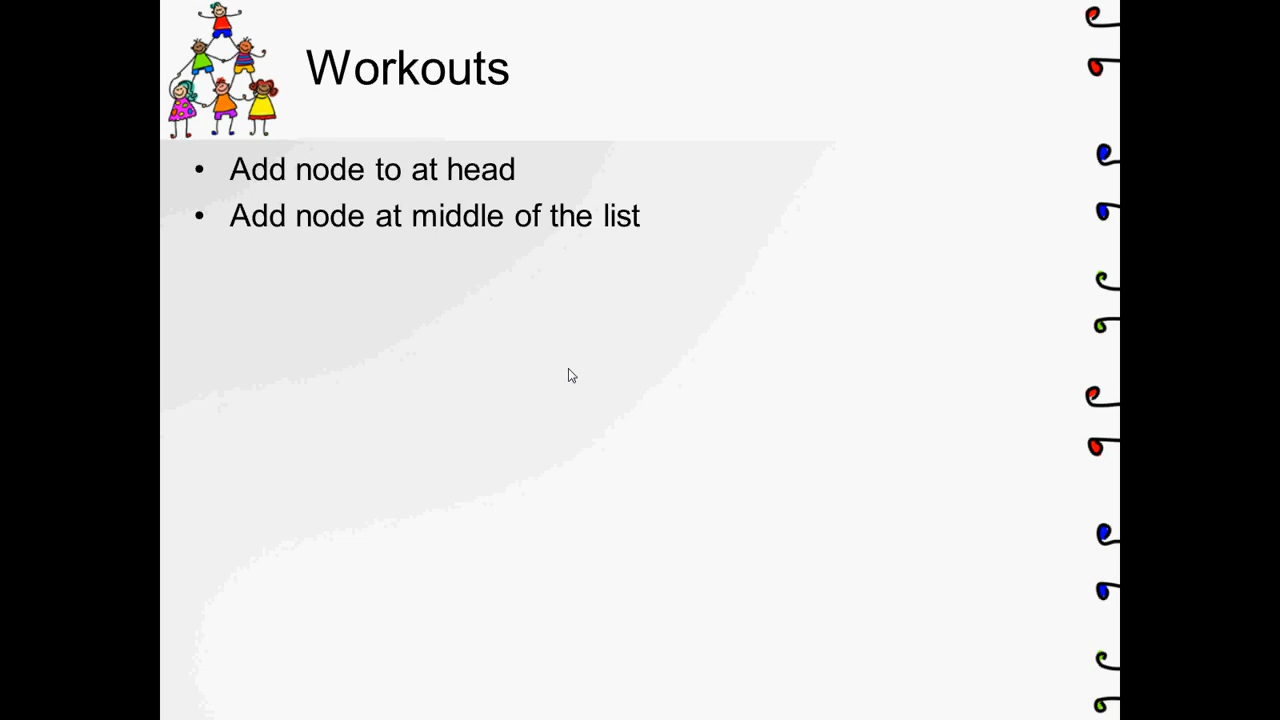 Workouts
• Add node to at head
• Add node at middle of the list